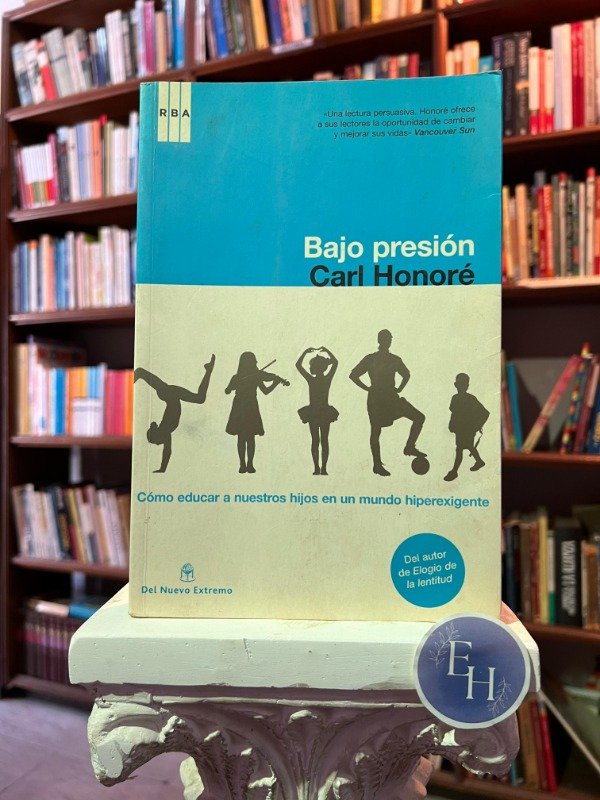 RBA
«Una lectura persuasiva. Honoré ofrece
a sus lectores la oportunidad de cambiar
y mejorar sus vidas» Vancouver Sun
Bajo presión
Carl Honoré
Cómo educar a nuestros hijos en un mundo hiperexigente
Del autor
de Elogio de
la lentitud
Del Nuevo Extremo
EH